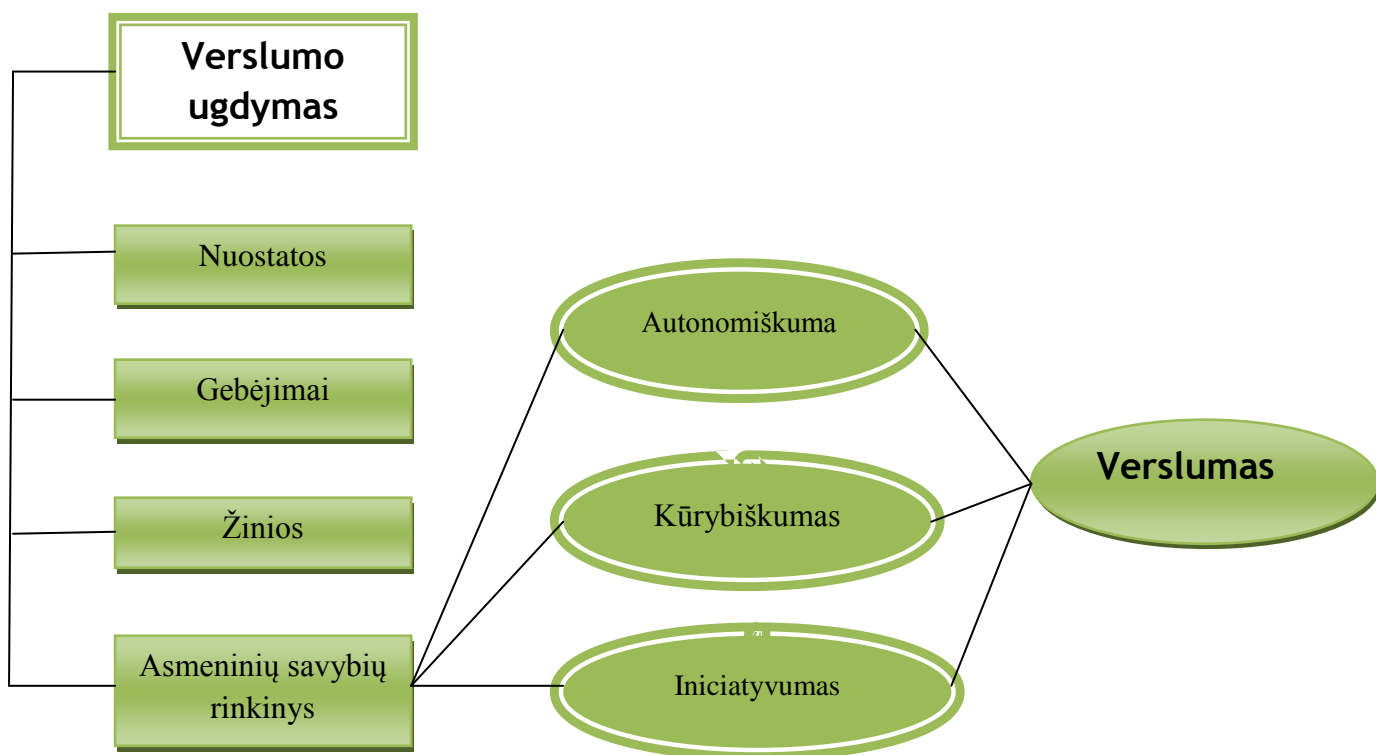 Verslumo
ugdymas
Nuostatos
Gebėjimai
Žinios
Asmeninių savybių
rinkinys
Autonomiškuma
Kūrybiškumas
Iniciatyvumas
Verslumas